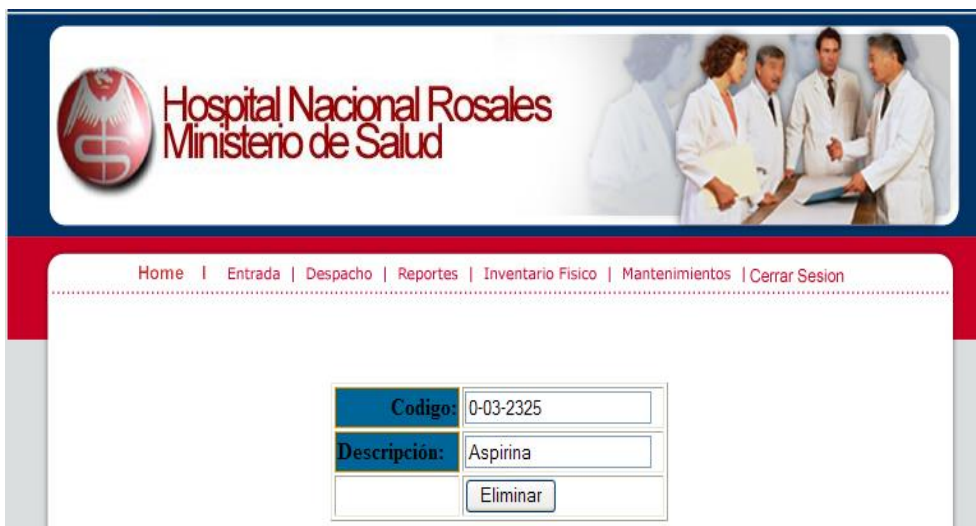 Hospital Nacional Rosales
Ministerio de Salud
Home | Entrada | Despacho | Reportes | Inventario Fisico | Mantenimientos | Cerrar Sesion
Codigo: 0-03-2325
Descripción: Aspirina
Eliminar